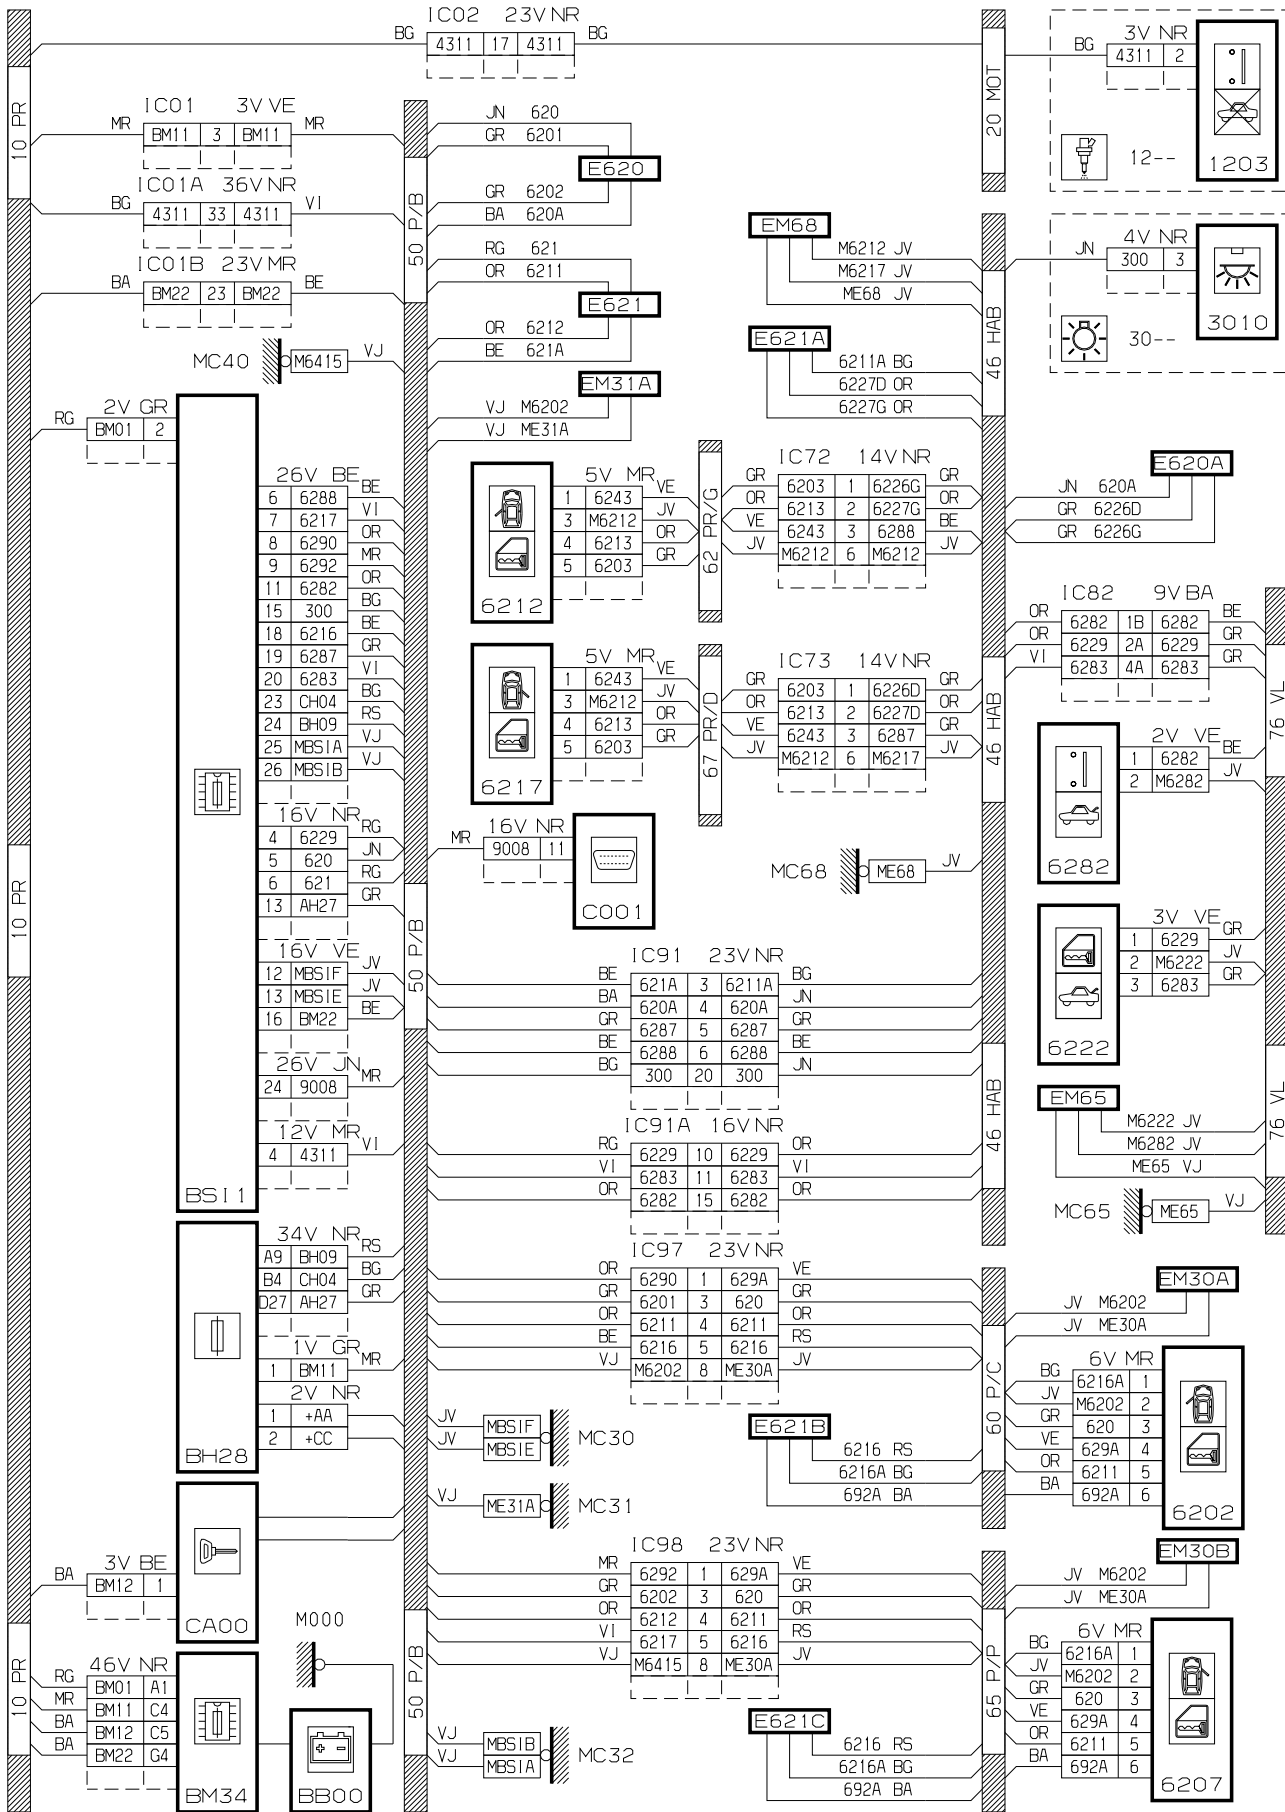 IC02 23V NR
BG 4311 17 4311 BG
10 PR
IC01 3V VE
MR BM11 3 BM11 MR
IC01A 36V NR
BG 4311 33 4311 VI
IC01B 23V MR
BA BM22 23 BM22 BE
MC40 M6415 VJ
50 P/B
JN 620
GR 6201
E620
GR 6202
BA 620A
RG 621
OR 6211
E621
OR 6212
BE 621A
EM31A
VJ M6202
VJ ME31A
20 MOT
BG 3V NR
4311 2
12--
1203
EM68
M6212 JV
M6217 JV
ME68 JV
46 HAB
JN 4V NR
300 3
30--
3010
E621A
6211A BG
6227D OR
6227G OR
2V GR
RG BM01 2
26V BE
6 6288 BE
7 6217 VI
8 6290 OR
9 6292 MR
11 6282 OR
15 300 BG
18 6216 BE
19 6287 GR
20 6283 VI
23 CH04 BG
24 BH09 RS
25 MBSIA VJ
26 MBSIB VJ
16V NR
4 6229 RG
5 620 JN
6 621 RG
13 AH27 GR
16V VE
12 MBSIF JV
13 MBSIE JV
16 BM22 BE
26V JN
24 9008 MR
12V MR
4 4311 VI
BSI1
5V MR
1 6243 VE
3 M6212 JV
4 6213 OR
5 6203 GR
6212
62 PR/G
IC72 14V NR
GR 6203 1 6226G GR
OR 6213 2 6227G OR
VE 6243 3 6288 BE
JV M6212 6 M6212 JV
E620A
JN 620A
GR 6226D
GR 6226G
5V MR
1 6243 VE
3 M6212 JV
4 6213 OR
5 6203 GR
6217
67 PR/D
IC73 14V NR
GR 6203 1 6226D GR
OR 6213 2 6227D OR
VE 6243 3 6287 GR
JV M6212 6 M6217 JV
46 HAB
IC82 9V BA
OR 6282 1B 6282 BE
OR 6229 2A 6229 GR
VI 6283 4A 6283 GR
76 VL
2V VE
1 6282 BE
2 M6282 JV
6282
10 PR
50 P/B
16V NR
MR 9008 11
C001
MC68 ME68 JV
3V VE
1 6229 GR
2 M6222 JV
3 6283 GR
6222
IC91 23V NR
BE 621A 3 6211A BG
BA 620A 4 620A JN
GR 6287 5 6287 GR
BE 6288 6 6288 BE
BG 300 20 300 JN
46 HAB
EM65
M6222 JV
M6282 JV
ME65 VJ
76 VL
MC65 ME65 VJ
IC91A 16V NR
RG 6229 10 6229 OR
VI 6283 11 6283 VI
OR 6282 15 6282 OR
34V NR
A9 BH09 RS
B4 CH04 BG
D27 AH27 GR
1V GR
1 BM11 MR
2V NR
1 +AA
2 +CC
BH28
IC97 23V NR
OR 6290 1 629A VE
GR 6201 3 620 GR
OR 6211 4 6211 OR
BE 6216 5 6216 RS
VJ M6202 8 ME30A JV
60 P/C
EM30A
JV M6202
JV ME30A
6V MR
BG 6216A 1
JV M6202 2
GR 620 3
VE 629A 4
OR 6211 5
BA 692A 6
6202
JV MBSIF
JV MBSIE
MC30
E621B
6216 RS
6216A BG
692A BA
VJ ME31A MC31
3V BE
BA BM12 1
CA00
10 PR
46V NR
RG BM01 A1
MR BM11 C4
BA BM12 C5
BA BM22 G4
BM34
M000
BB00
50 P/B
IC98 23V NR
MR 6292 1 629A VE
GR 6202 3 620 GR
OR 6212 4 6211 OR
VI 6217 5 6216 RS
VJ M6415 8 ME30A JV
65 P/P
EM30B
JV M6202
JV ME30A
6V MR
BG 6216A 1
JV M6202 2
GR 620 3
VE 629A 4
OR 6211 5
BA 692A 6
6207
VJ MBSIB
VJ MBSIA
MC32
E621C
6216 RS
6216A BG
692A BA